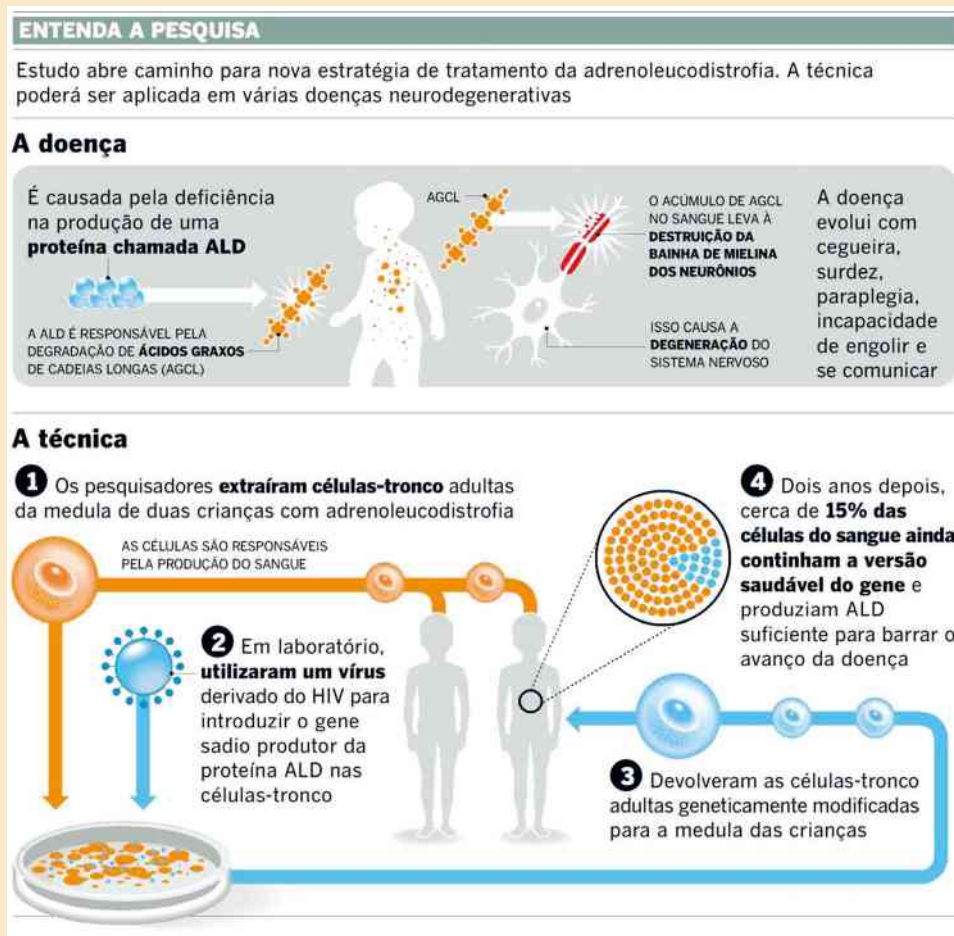 ENTENDA A PESQUISA
Estudo abre caminho para nova estratégia de tratamento da adrenoleucodistrofia. A técnica
poderá ser aplicada em várias doenças neurodegenerativas
A doença
É causada pela deficiência
na produção de uma
proteína chamada ALD
A ALD É RESPONSÁVEL PELA
DEGRADAÇÃO DE ÁCIDOS GRAXOS
DE CADEIAS LONGAS (AGCL)
AGCL
O ACÚMULO DE AGCL
NO SANGUE LEVA À
DESTRUIÇÃO DA
BAINHA DE MIELINA
DOS NEURÔNIOS
ISSO CAUSA A
DEGENERAÇÃO DO
SISTEMA NERVOSO
A doença
evolui com
cegueira,
surdez,
paraplegia,
incapacidade
de engolir e
se comunicar
A técnica
1 Os pesquisadores extraíram células-tronco adultas
da medula de duas crianças com adrenoleucodistrofia
AS CÉLULAS SÃO RESPONSÁVEIS
PELA PRODUÇÃO DO SANGUE
2 Em laboratório,
utilizaram um vírus
derivado do HIV para
introduzir o gene
sadio produtor da
proteína ALD nas
células-tronco
3 Devolveram as células-tronco
adultas geneticamente modificadas
para a medula das crianças
4 Dois anos depois,
cerca de 15% das
células do sangue ainda
continham a versão
saudável do gene e
produziam ALD
suficiente para barrar o
avanço da doença